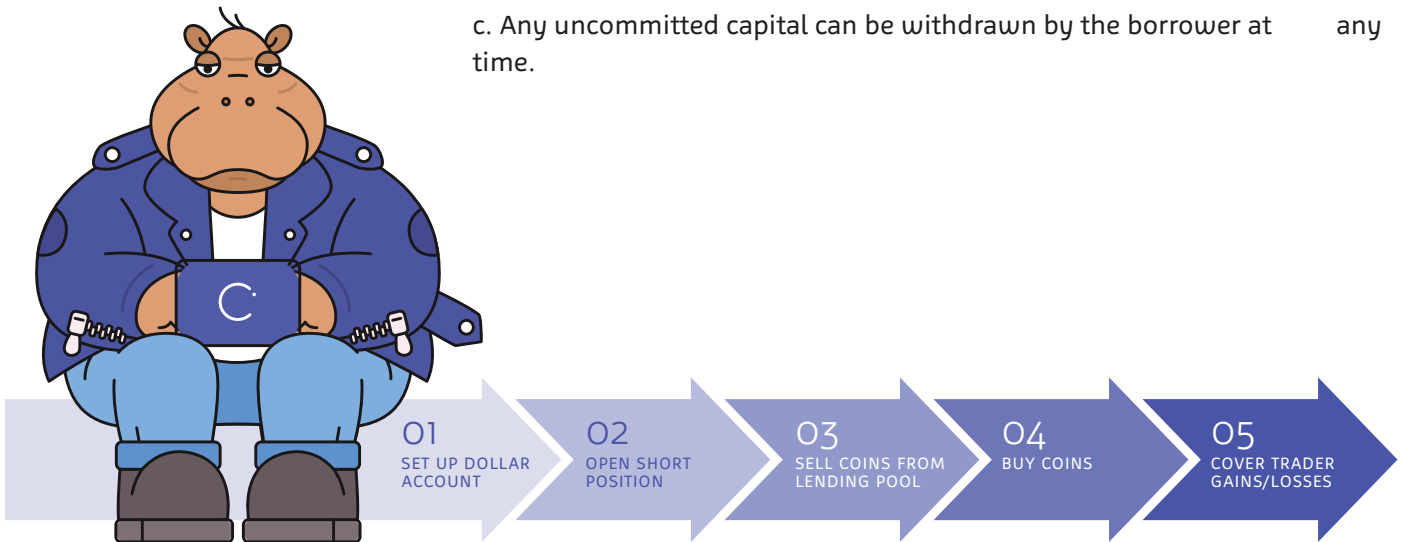 c. Any uncommitted capital can be withdrawn by the borrower at any
time.
01
SET UP DOLLAR
ACCOUNT
02
OPEN SHORT
POSITION
03
SELL COINS FROM
LENDING POOL
04
BUY COINS
05
COVER TRADER
GAINS/LOSSES